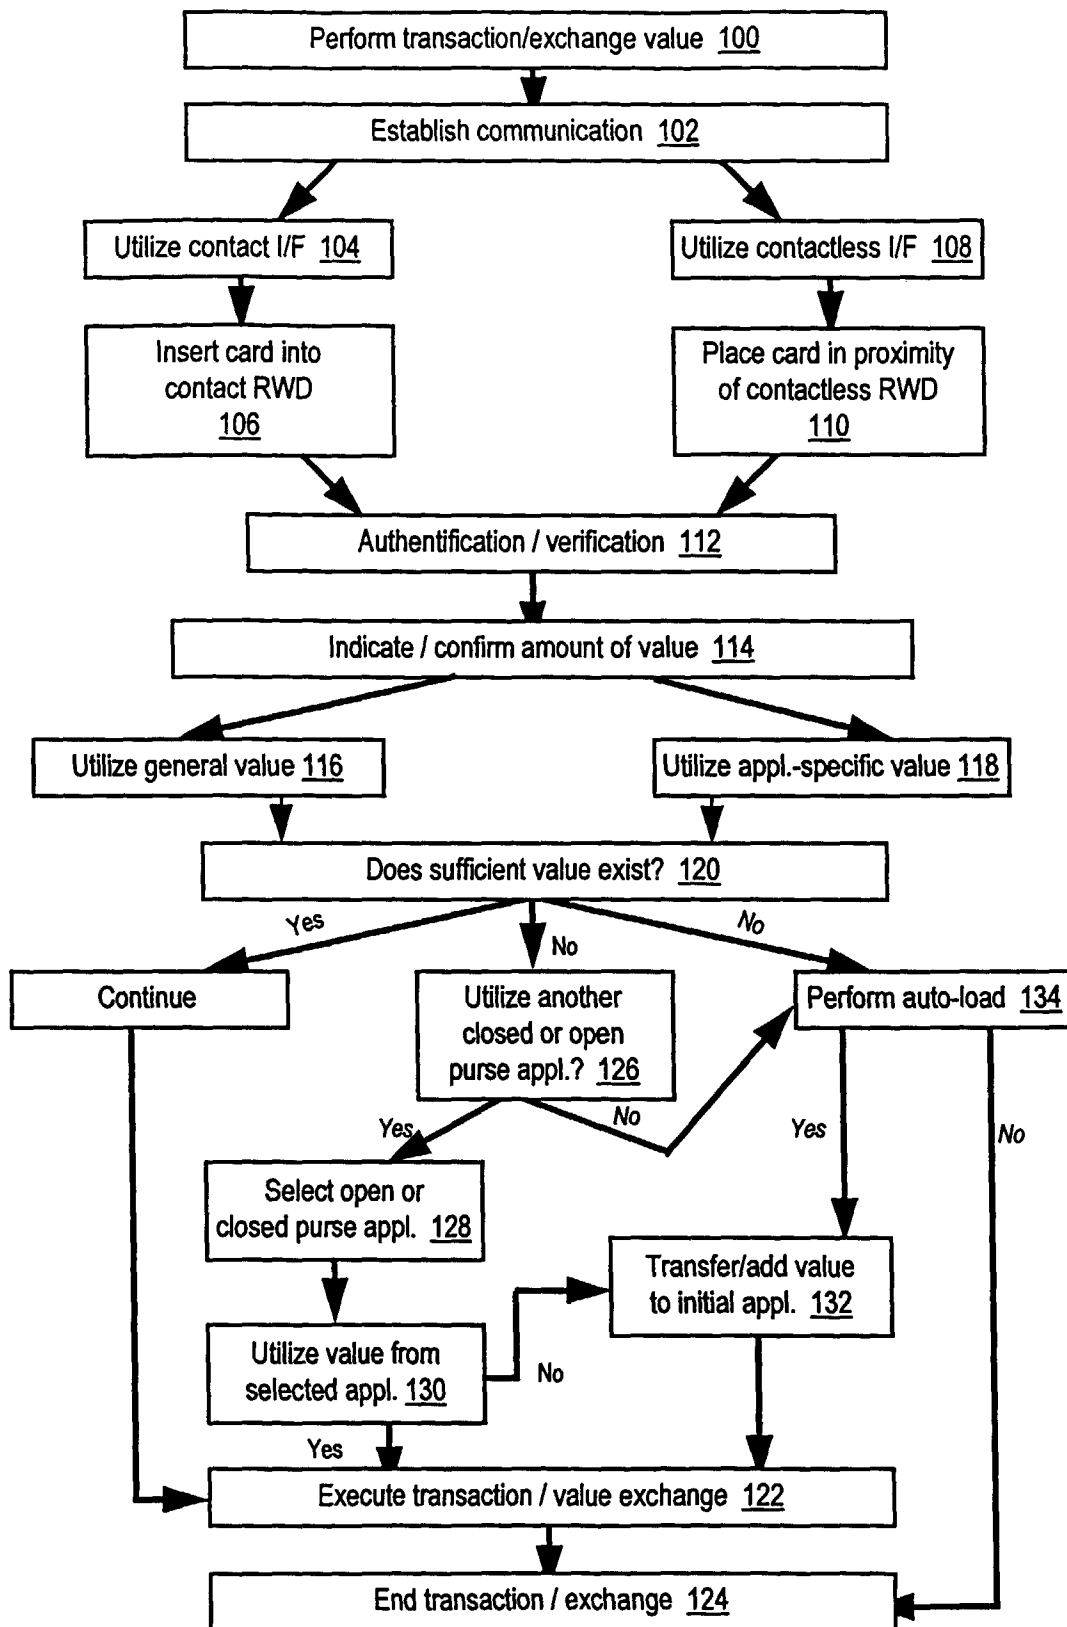 Perform transaction/exchange value 100
Establish communication 102
Utilize contact I/F 104
Utilize contactless I/F 108
Insert card into
contact RWD
106
Place card in proximity
of contactless RWD
110
Authentification / verification 112
Indicate / confirm amount of value 114
Utilize general value 116
Utilize appl.-specific value 118
Does sufficient value exist? 120
Yes
No
No
Continue
Utilize another
closed or open
purse appl.? 126
Perform auto-load 134
Yes
No
Yes
No
Select open or
closed purse appl. 128
Transfer/add value
to initial appl. 132
Utilize value from
selected appl. 130
No
Yes
Execute transaction / value exchange 122
End transaction / exchange 124